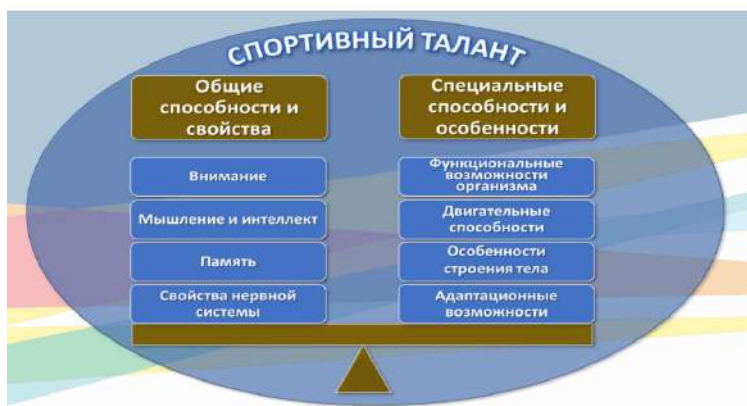 СПОРТИВНЫЙ ТАЛАНТ
Общие
способности и
свойства
Внимание
Мышление и интеллект
Память
Свойства нервной
системы
Специальные
способности и
особенности
Функциональные
возможности
организма
Двигательные
способности
Особенности
строения тела
Адаптационные
возможности